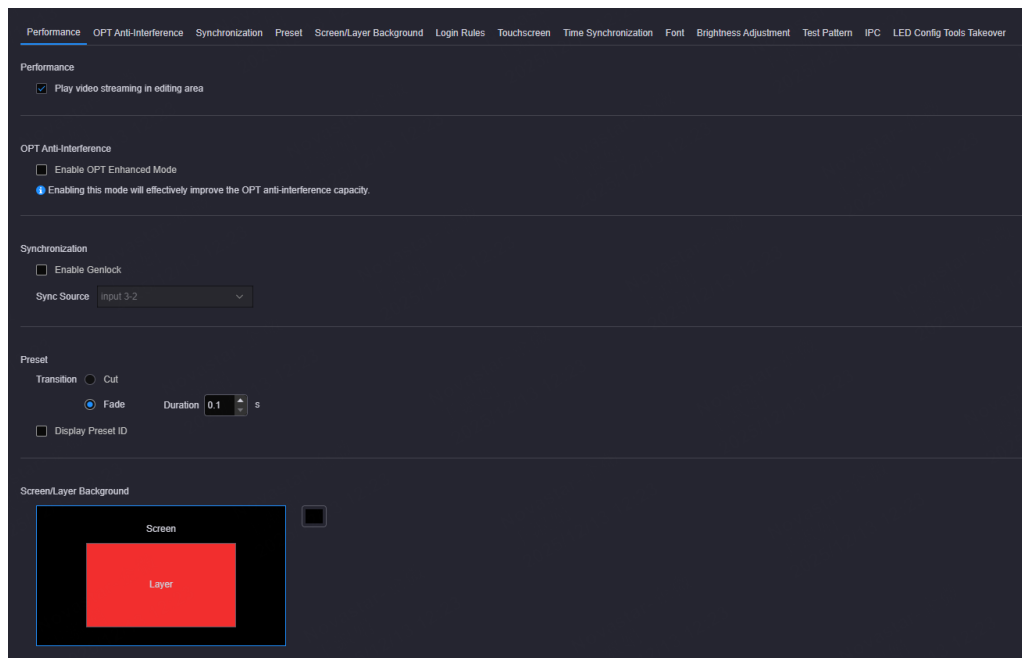 Performance OPT Anti-Interference Synchronization Preset Screen/Layer Background Login Rules Touchscreen Time Synchronization Font Brightness Adjustment Test Pattern IPC LED Config Tools Takeover
Performance
Play video streaming in editing area
OPT Anti-Interference
Enable OPT Enhanced Mode
Enabling this mode will effectively improve the OPT anti-interference capacity.
Synchronization
Enable Genlock
Sync Source input 3-2
Preset
Transition Cut
Fade Duration 0.1 s
Display Preset ID
Screen/Layer Background
Screen
Layer